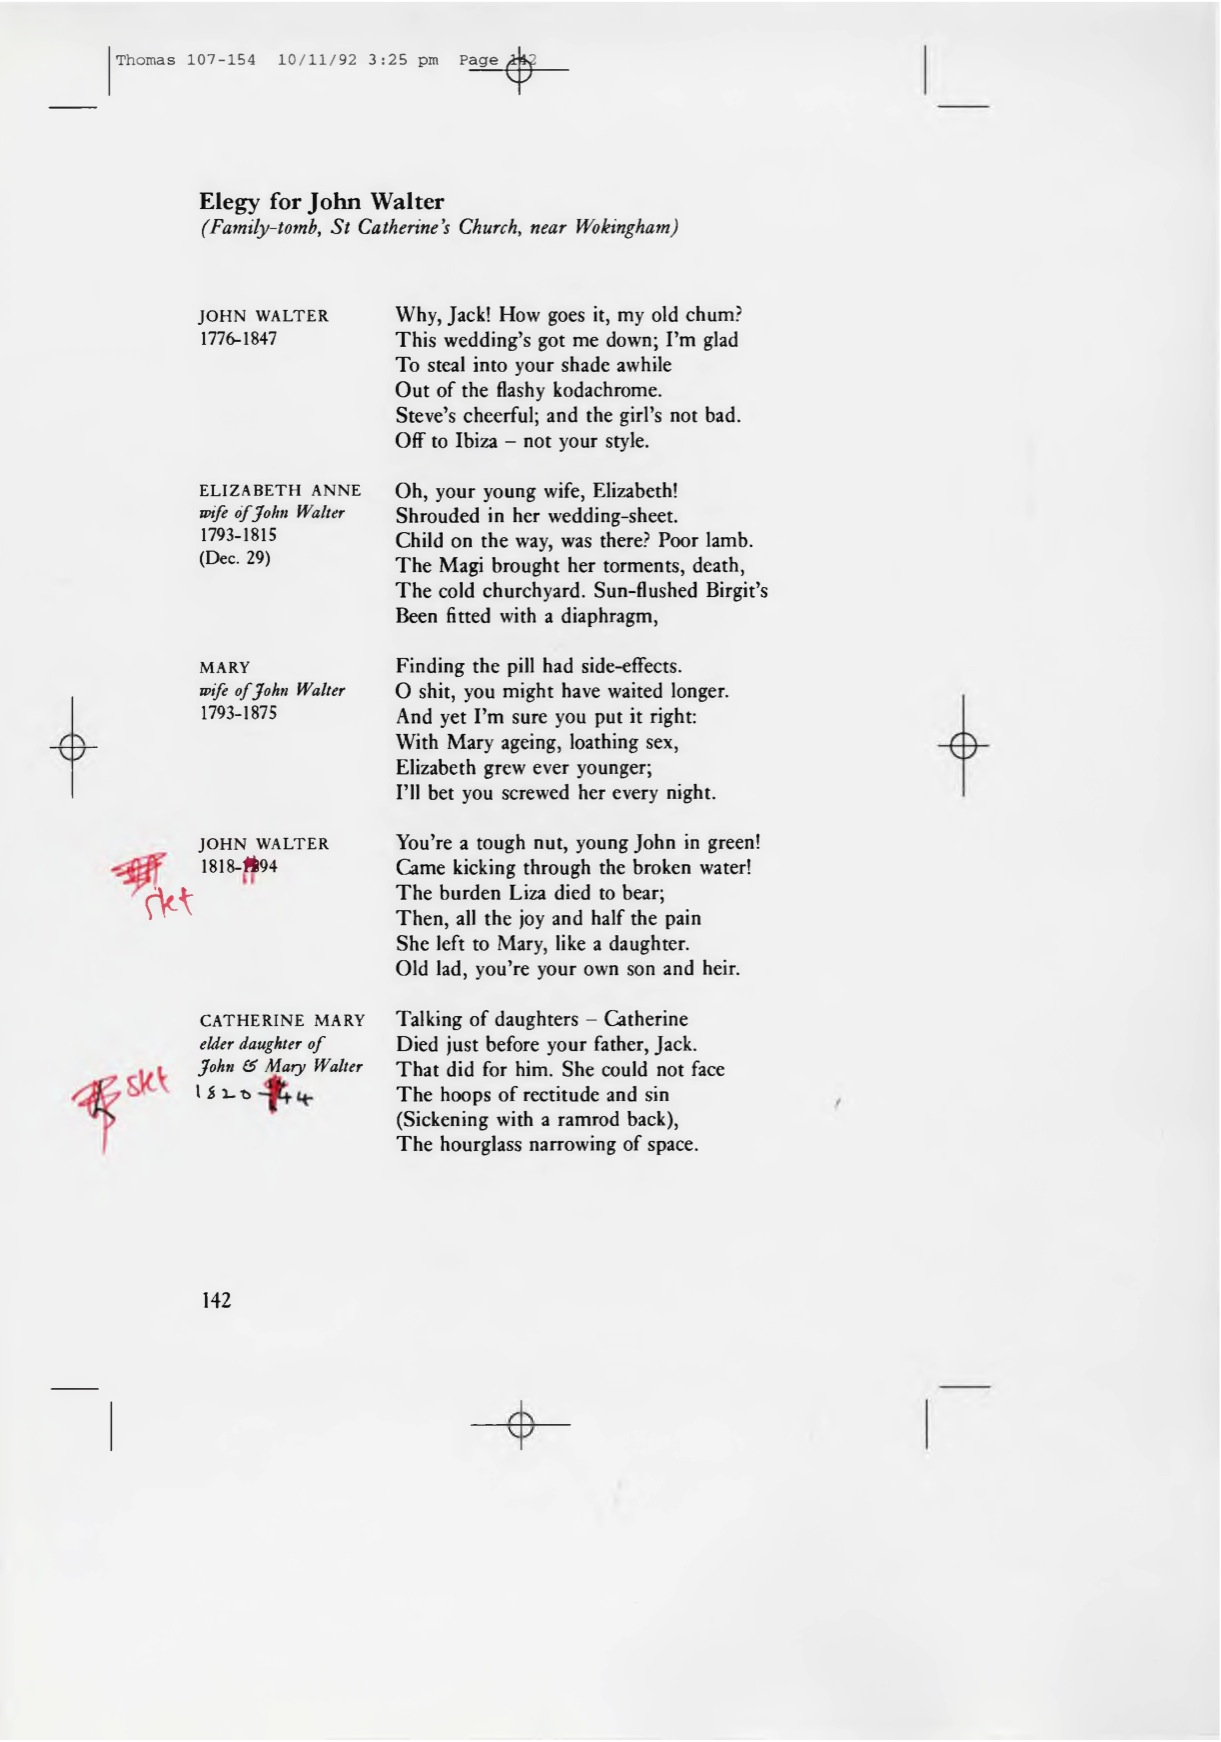 Thomas 107-154 10/11/92 3:25 pm Page 142
Elegy for John Walter
(Family-tomb, St Catherine's Church, near Wokingham)
JOHN WALTER
1776-1847
Why, Jack! How goes it, my old chum?
This wedding's got me down; I'm glad
To steal into your shade awhile
Out of the flashy kodachrome.
Steve's cheerful; and the girl's not bad.
Off to Ibiza – not your style.
ELIZABETH ANNE
wife of John Walter
1793-1815
(Dec. 29)
Oh, your young wife, Elizabeth!
Shrouded in her wedding-sheet.
Child on the way, was there? Poor lamb.
The Magi brought her torments, death,
The cold churchyard. Sun-flushed Birgit's
Been fitted with a diaphragm,
MARY
wife of John Walter
1793-1875
Finding the pill had side-effects.
O shit, you might have waited longer.
And yet I'm sure you put it right:
With Mary ageing, loathing sex,
Elizabeth grew ever younger;
I'll bet you screwed her every night.
JOHN WALTER
1818-1894
stet
You're a tough nut, young John in green!
Came kicking through the broken water!
The burden Liza died to bear;
Then, all the joy and half the pain
She left to Mary, like a daughter.
Old lad, you're your own son and heir.
CATHERINE MARY
elder daughter of
John & Mary Walter
stet
1820-44
Talking of daughters – Catherine
Died just before your father, Jack.
That did for him. She could not face
The hoops of rectitude and sin
(Sickening with a ramrod back),
The hourglass narrowing of space.
142